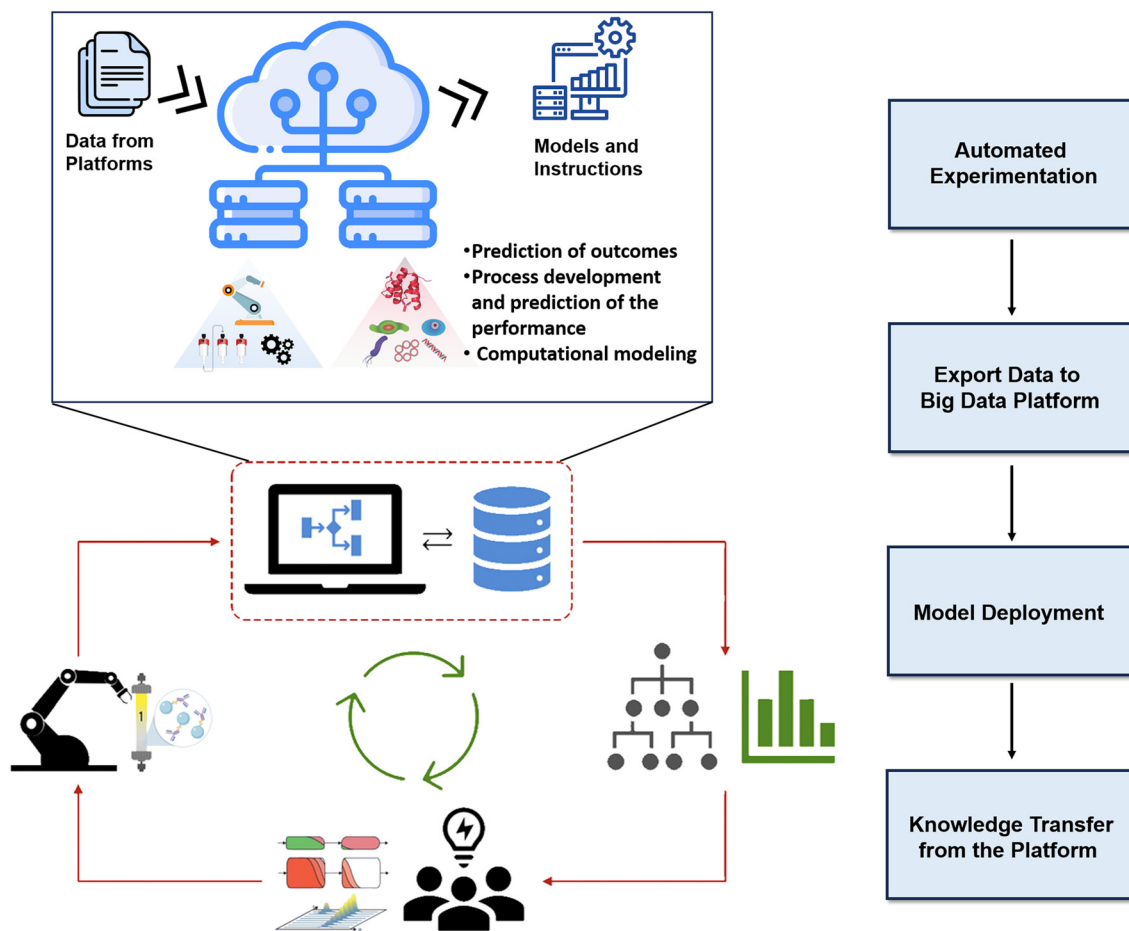 Data from
Platforms
Models and
Instructions
•Prediction of outcomes
•Process development
and prediction of the
performance
• Computational modeling
1
Automated
Experimentation
Export Data to
Big Data Platform
Model Deployment
Knowledge Transfer
from the Platform